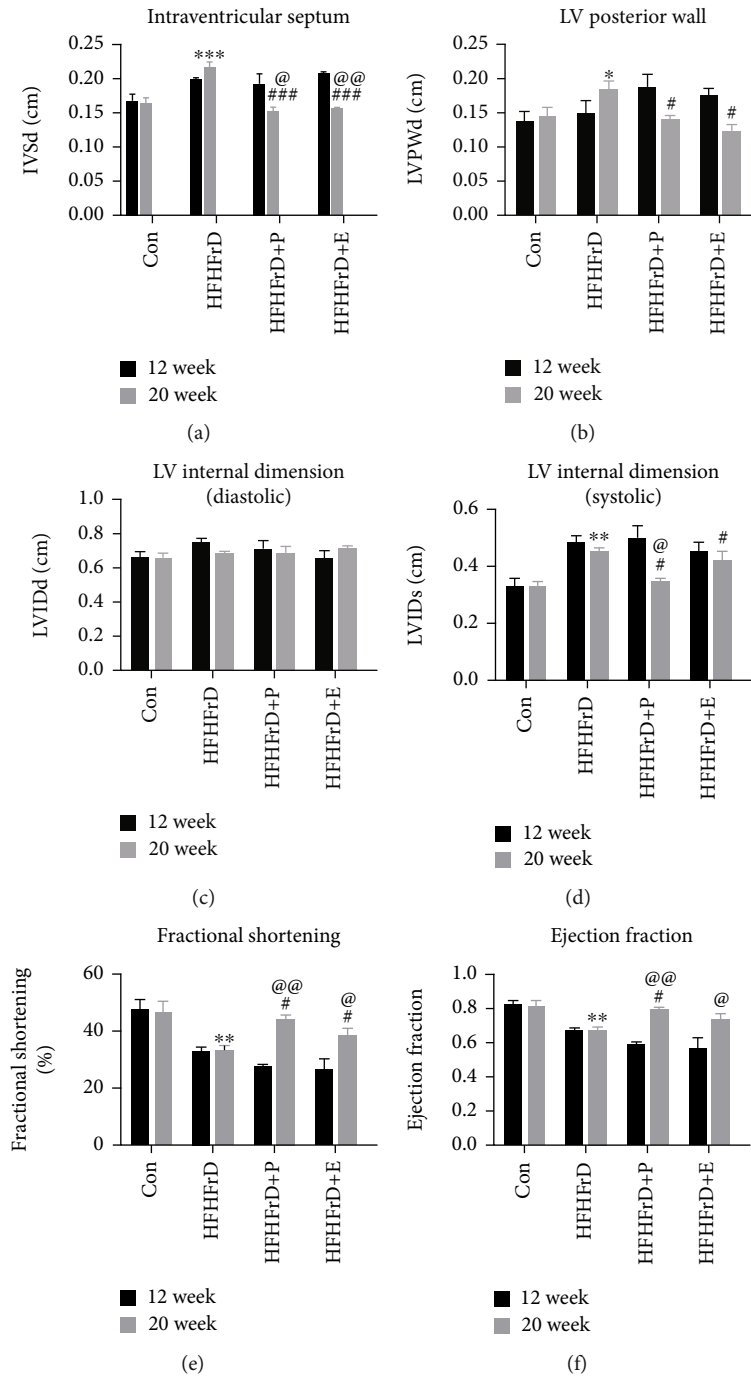 Intraventricular septum
IVSd (cm)
0.25
0.20
0.15
0.10
0.05
0.00
***
@
###
@@
###
Con
HFHFrD
HFHFrD+P
HFHFrD+E
12 week
20 week
(a)
LV posterior wall
LVPWd (cm)
0.25
0.20
0.15
0.10
0.05
0.00
*
#
#
Con
HFHFrD
HFHFrD+P
HFHFrD+E
12 week
20 week
(b)
LV internal dimension
(diastolic)
LVIDd (cm)
1.0
0.8
0.6
0.4
0.2
0.0
Con
HFHFrD
HFHFrD+P
HFHFrD+E
12 week
20 week
(c)
LV internal dimension
(systolic)
LVIDs (cm)
0.6
0.4
0.2
0.0
**
@
#
#
Con
HFHFrD
HFHFrD+P
HFHFrD+E
12 week
20 week
(d)
Fractional shortening
Fractional shortening
(%)
60
40
20
0
**
@@
#
@
#
Con
HFHFrD
HFHFrD+P
HFHFrD+E
12 week
20 week
(e)
Ejection fraction
Ejection fraction
1.0
0.8
0.6
0.4
0.2
0.0
**
@@
#
@
Con
HFHFrD
HFHFrD+P
HFHFrD+E
12 week
20 week
(f)